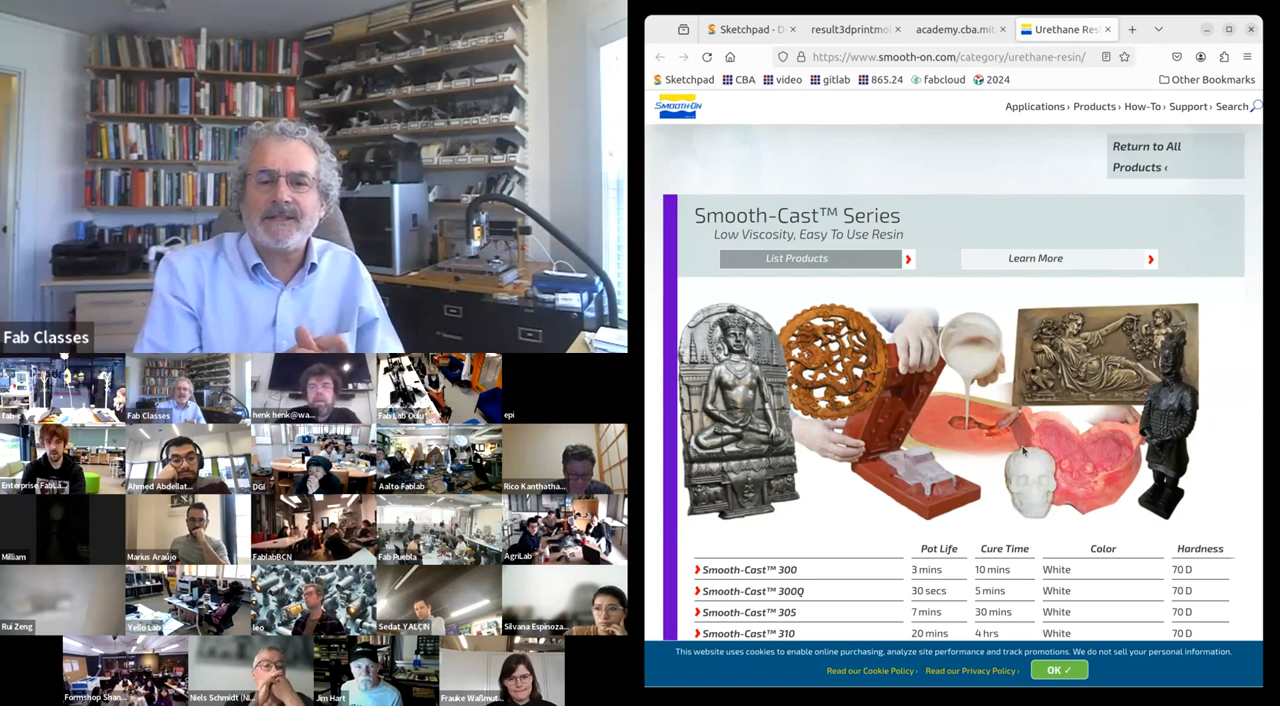 Fab Classes
fab-c
Fab Classes
henk henk@wa...
Fab Lab Oulu
epi
Enterprise FabLa...
Ahmed Abdellat...
DGI
Aalto Fablab
Rico Kanthatha...
Milliam
Marius Araújo
FablabBCN
Fab Puebla
AgriLab
Rui Zeng
Yello Lab
leo
Sedat YALÇIN
Silvana Espinoza...
Formshop Shan...
Niels Schmidt (NI...
Jim Hart
Frauke Waßmut...
Sketchpad - D
result3dprintmol
academy.cba.mit
Urethane Res
https://www.smooth-on.com/category/urethane-resin/
Sketchpad CBA video gitlab 865.24 fabcloud 2024 Other Bookmarks
SMOOTH-ON
Applications› Products› How-To› Support› Search
Return to All
Products ‹
Smooth-Cast™ Series
Low Viscosity, Easy To Use Resin
List Products
Learn More
Pot Life Cure Time Color Hardness
Smooth-Cast™ 300 3 mins 10 mins White 70 D
Smooth-Cast™ 300Q 30 secs 5 mins White 70 D
Smooth-Cast™ 305 7 mins 30 mins White 70 D
Smooth-Cast™ 310 20 mins 4 hrs White 70 D
This website uses cookies to enable online purchasing, analyze site performance and track promotions. We do not sell your personal information.
Read our Cookie Policy› Read our Privacy Policy› OK ✓